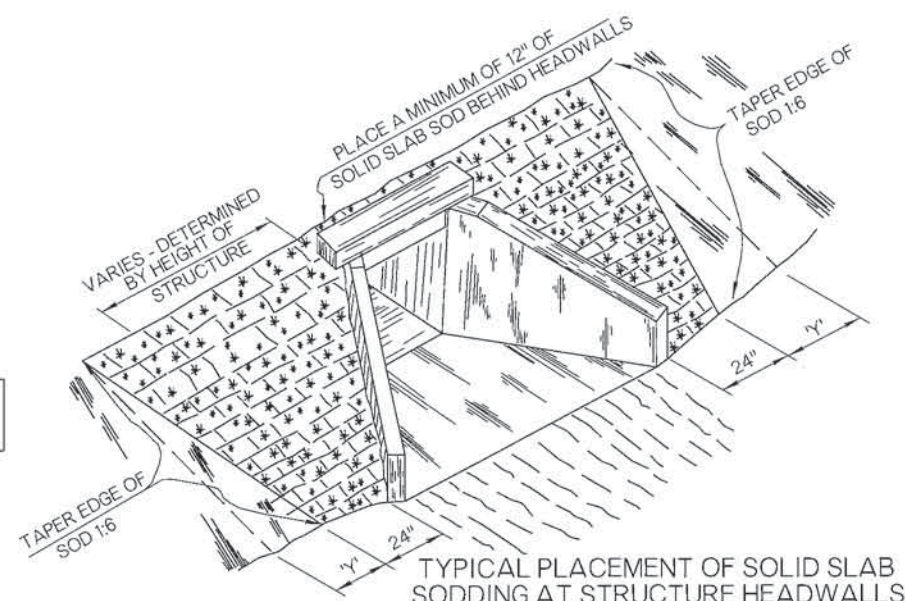 PLACE A MINIMUM OF 12" OF
SOLID SLAB SOD BEHIND HEADWALLS
TAPER EDGE OF
SOD 1:6
VARIES - DETERMINED
BY HEIGHT OF
STRUCTURE
24"
'Y'
TAPER EDGE OF
SOD 1:6
'Y'
24"
TYPICAL PLACEMENT OF SOLID SLAB
SODDING AT STRUCTURE HEADWALLS